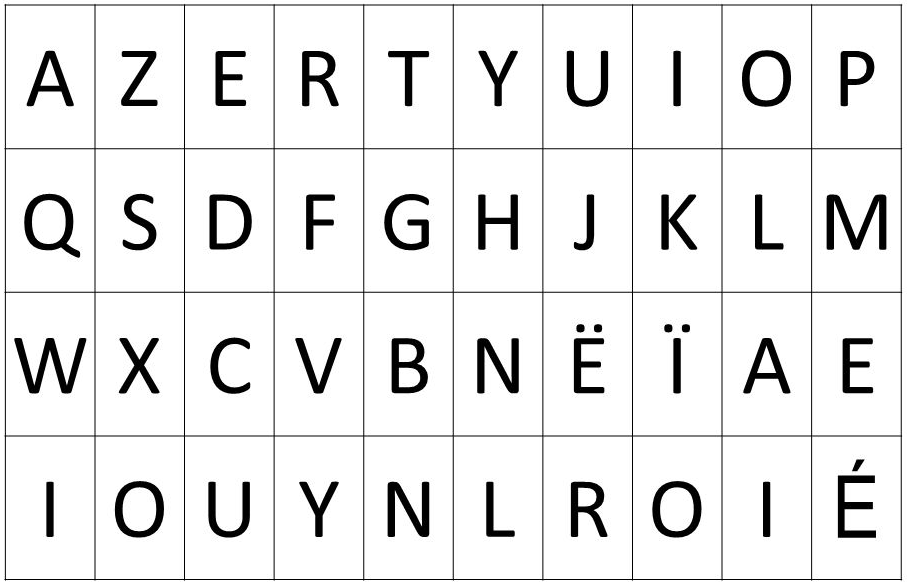 A Z E R T Y U I O P
Q S D F G H J K L M
W X C V B N Ë Ï A E
I O U Y N L R O I É